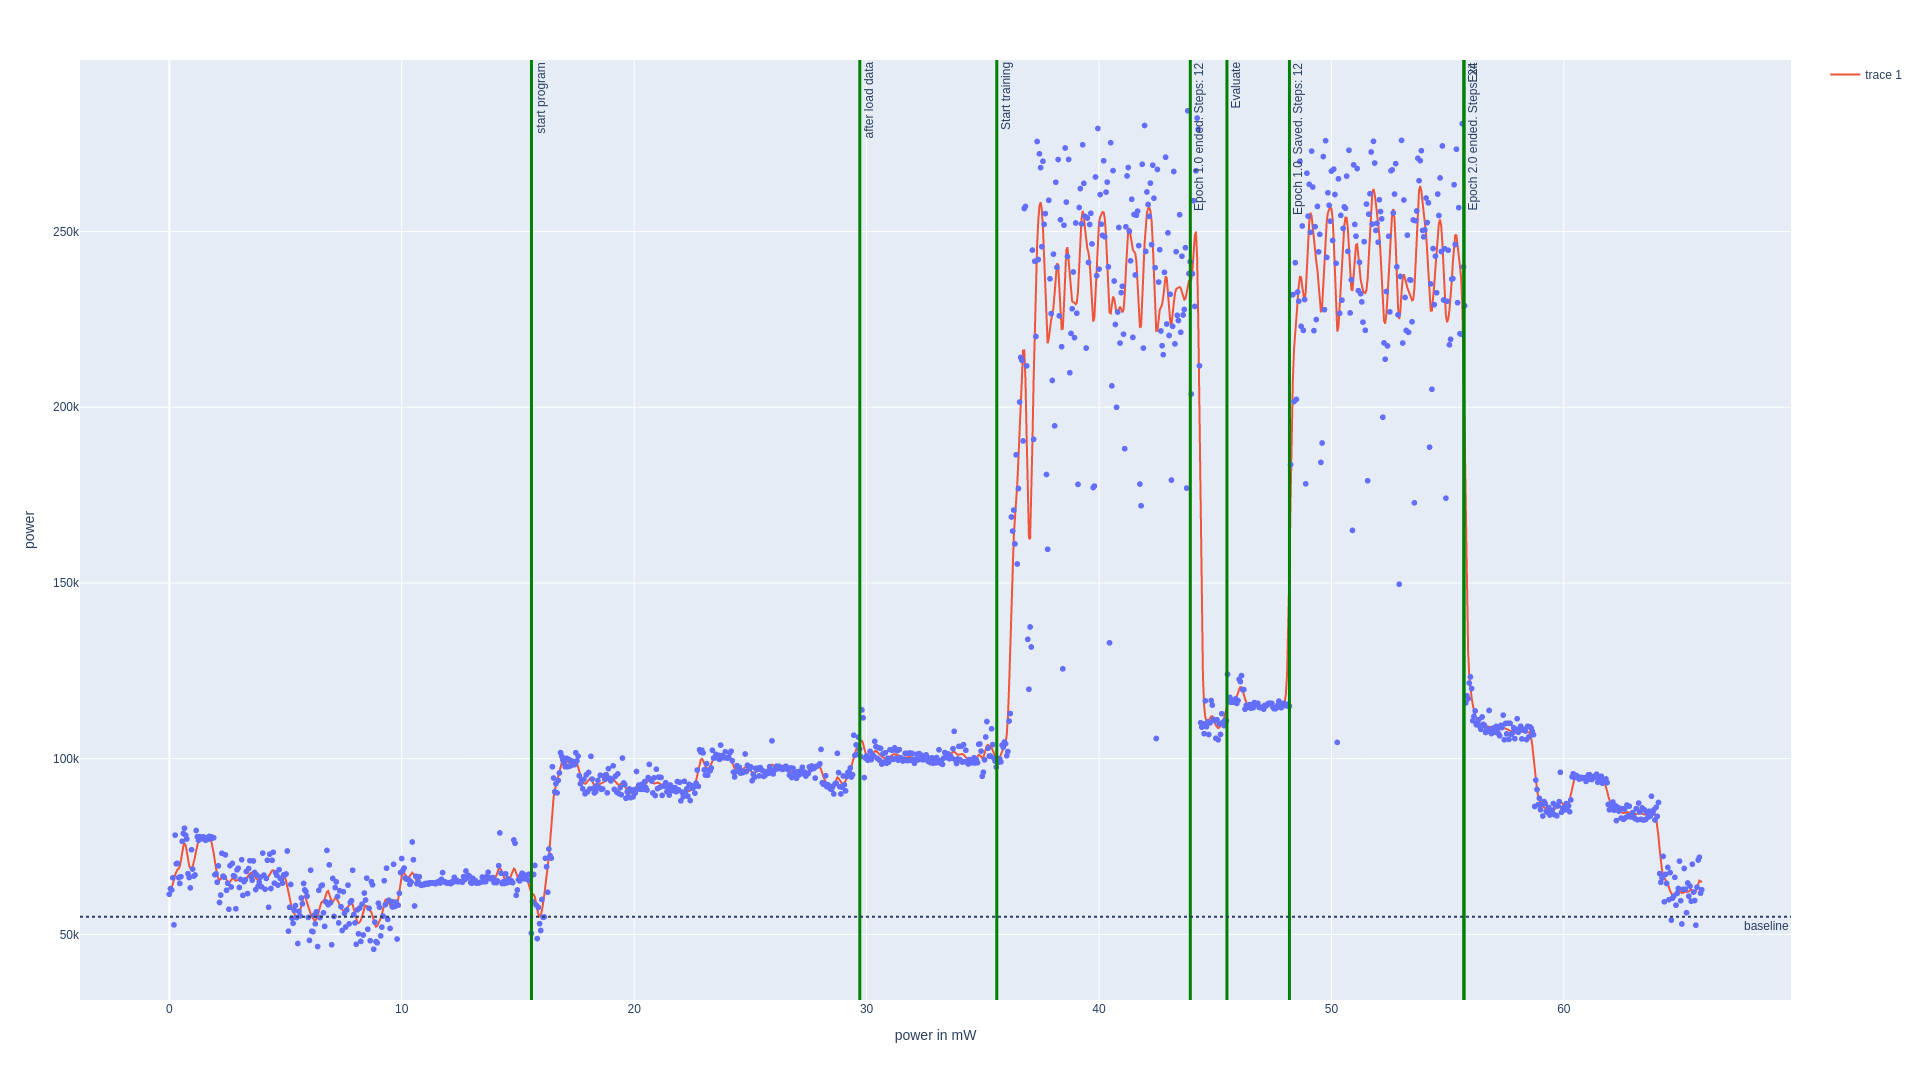 start program
after load data
Start training
Epoch 1.0 ended. Steps: 12
Evaluate
Epoch 1.0. Saved. Steps: 12
Epoch 2.0 ended. Steps: 24
Exit
trace 1
250k
200k
150k
100k
50k
power
baseline
0
10
20
30
40
50
60
power in mW